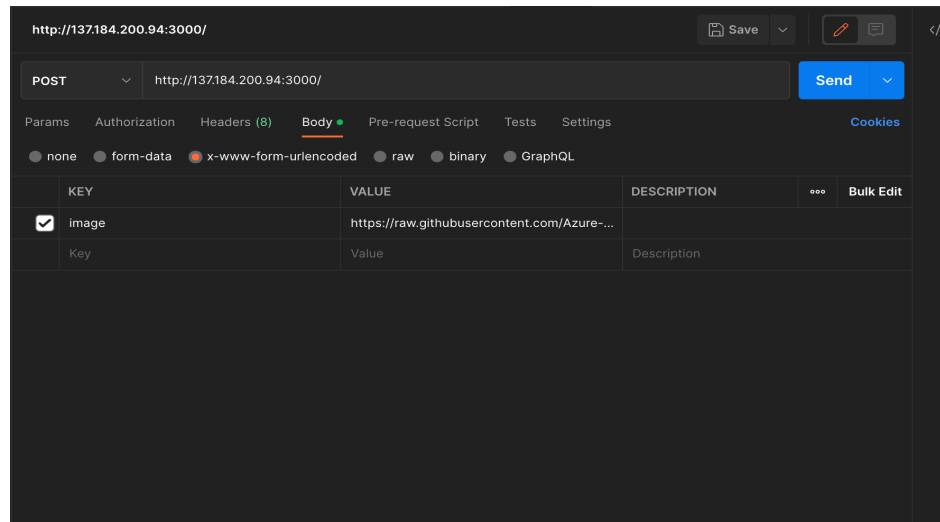 http://137.184.200.94:3000/ Save </
POST http://137.184.200.94:3000/ Send
Params Authorization Headers (8) Body Pre-request Script Tests Settings Cookies
none form-data x-www-form-urlencoded raw binary GraphQL
KEY VALUE DESCRIPTION ooo Bulk Edit
image https://raw.githubusercontent.com/Azure-...
Key Value Description